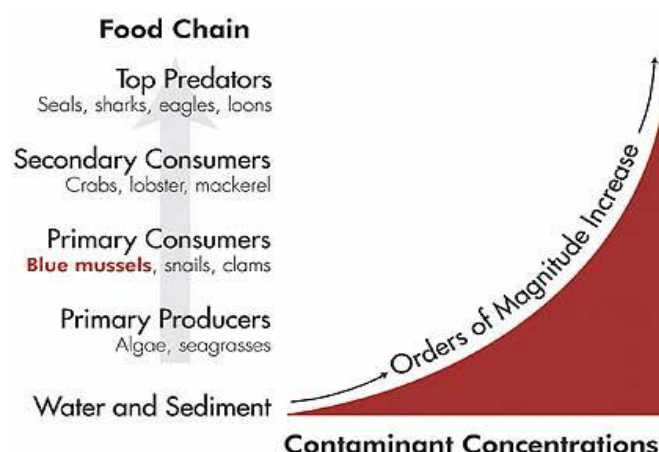 Food Chain
Top Predators
Seals, sharks, eagles, loons
Secondary Consumers
Crabs, lobster, mackerel
Primary Consumers
Blue mussels, snails, clams
Primary Producers
Algae, seagrasses
Water and Sediment
Orders of Magnitude Increase
Contaminant Concentrations